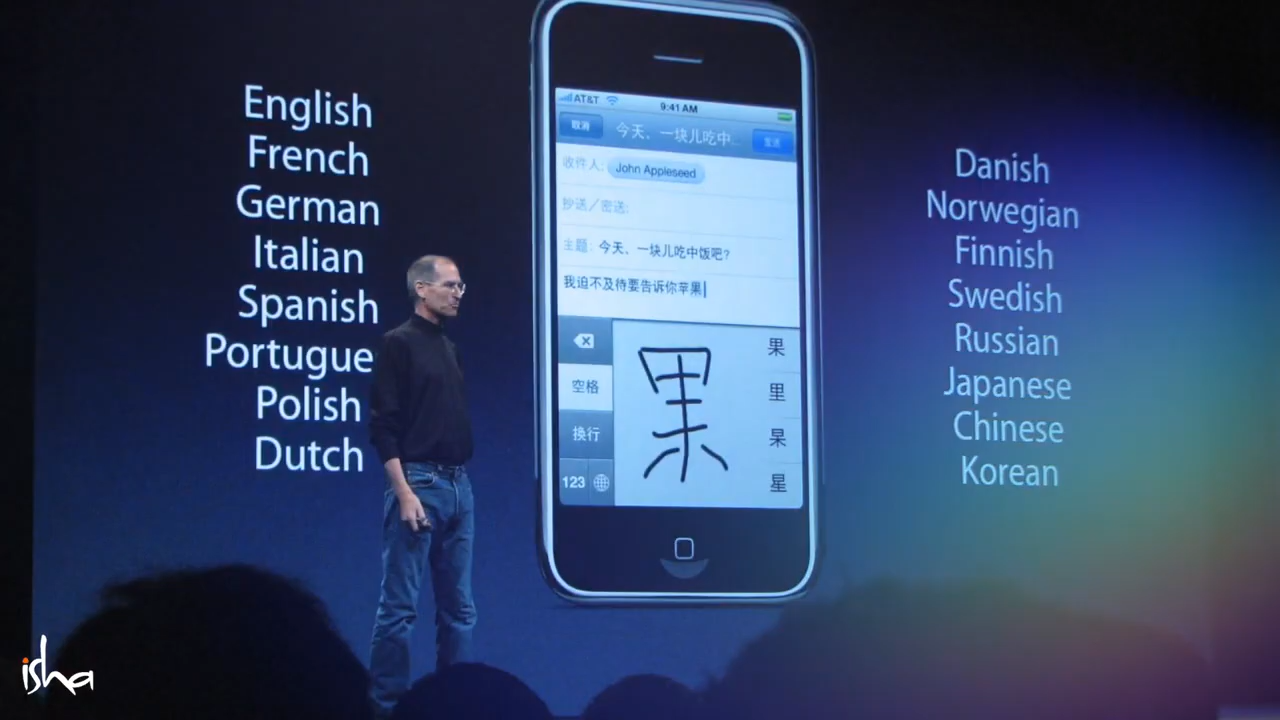 English
French
German
Italian
Spanish
Portugue
Polish
Dutch
AT&T
9:41 AM
取消
今天、一块儿吃中...
发送
收件人:
John Appleseed
抄送/密送:
主题: 今天、一块儿吃中饭吧?
我迫不及待要告诉你苹果
空格
换行
123
果
果
里
杲
星
Danish
Norwegian
Finnish
Swedish
Russian
Japanese
Chinese
Korean
isha